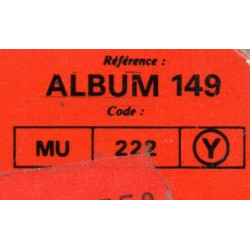 Référence :
ALBUM 149
Code :
MU 222 Y